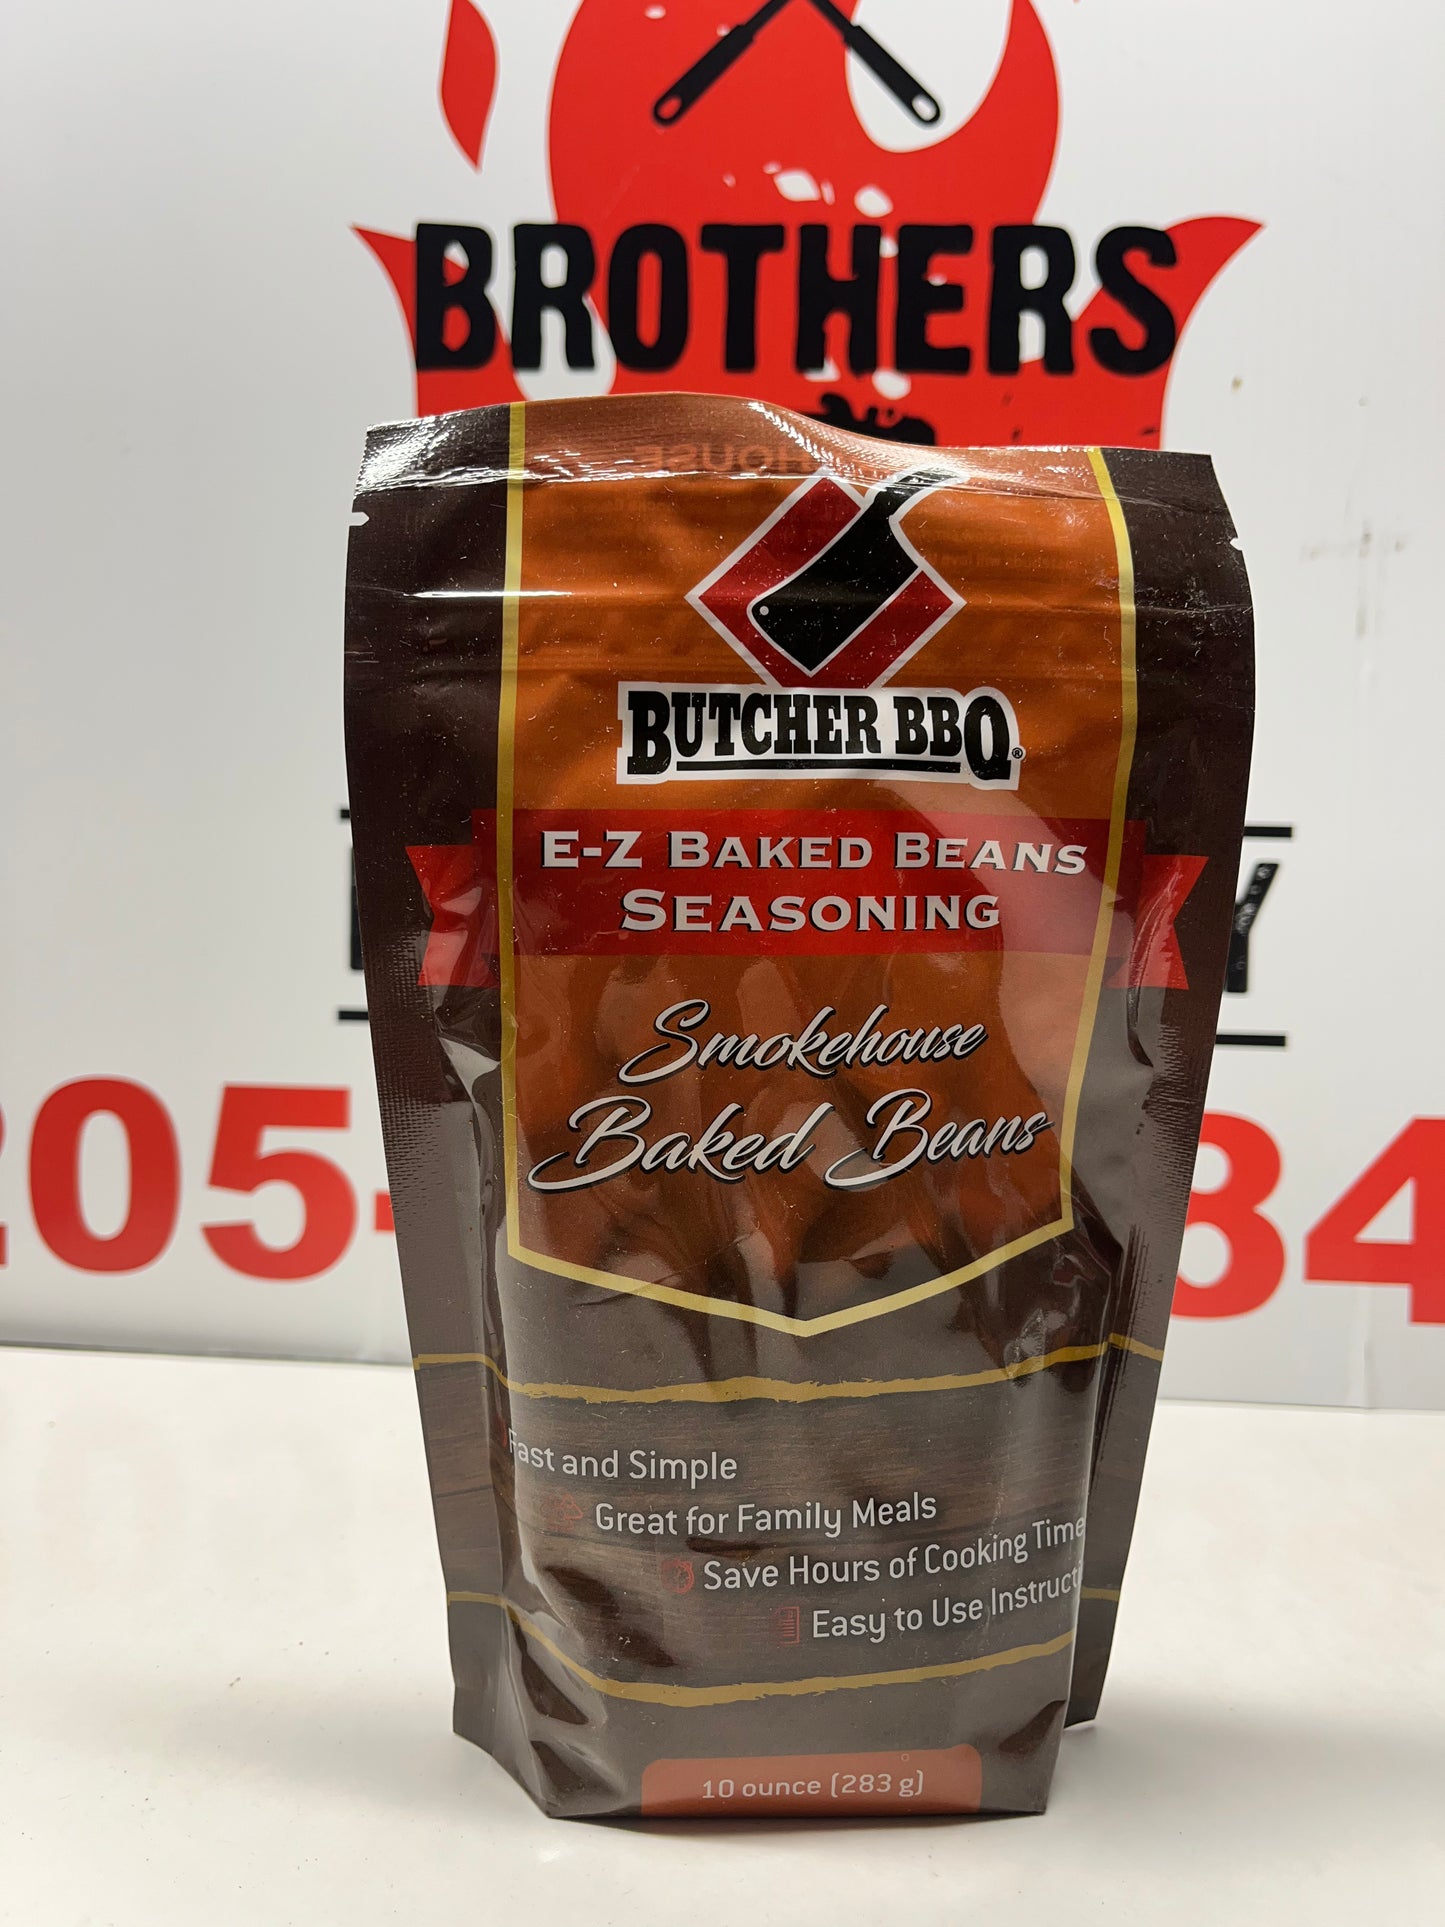 BROTHERS
BUTCHER BBQ®
E-Z BAKED BEANS
SEASONING
Smokehouse
Baked Beans
205-
84
Fast and Simple
Great for Family Meals
Save Hours of Cooking Time
Easy to Use Instructi
10 ounce (283 g)